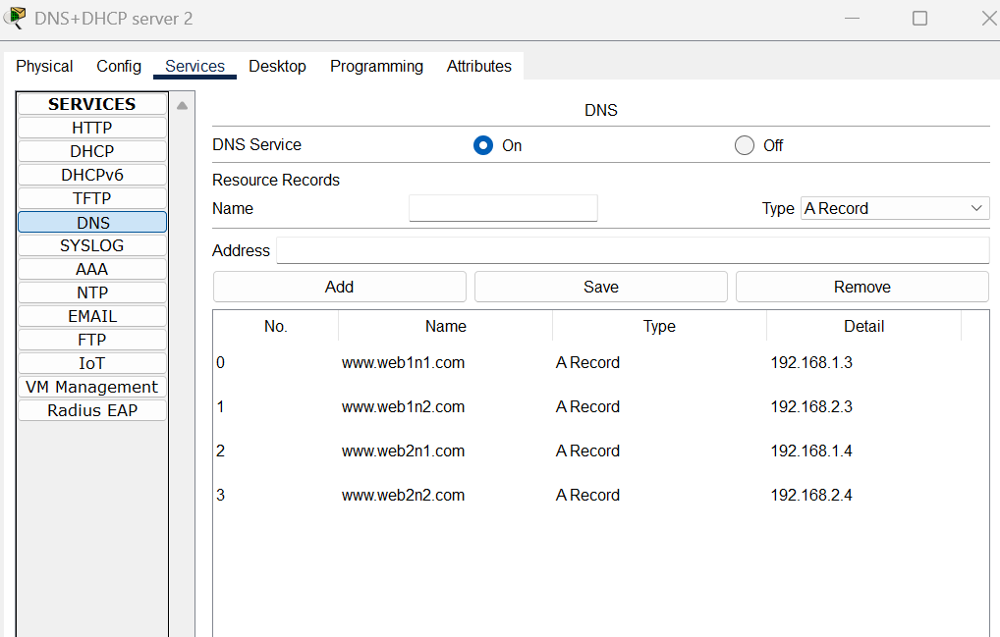 DNS+DHCP server 2
Physical Config Services Desktop Programming Attributes
SERVICES
HTTP
DHCP
DHCPv6
TFTP
DNS
SYSLOG
AAA
NTP
EMAIL
FTP
IoT
VM Management
Radius EAP
DNS
DNS Service On Off
Resource Records
Name Type A Record
Address
Add Save Remove
No. Name Type Detail
0 www.web1n1.com A Record 192.168.1.3
1 www.web1n2.com A Record 192.168.2.3
2 www.web2n1.com A Record 192.168.1.4
3 www.web2n2.com A Record 192.168.2.4